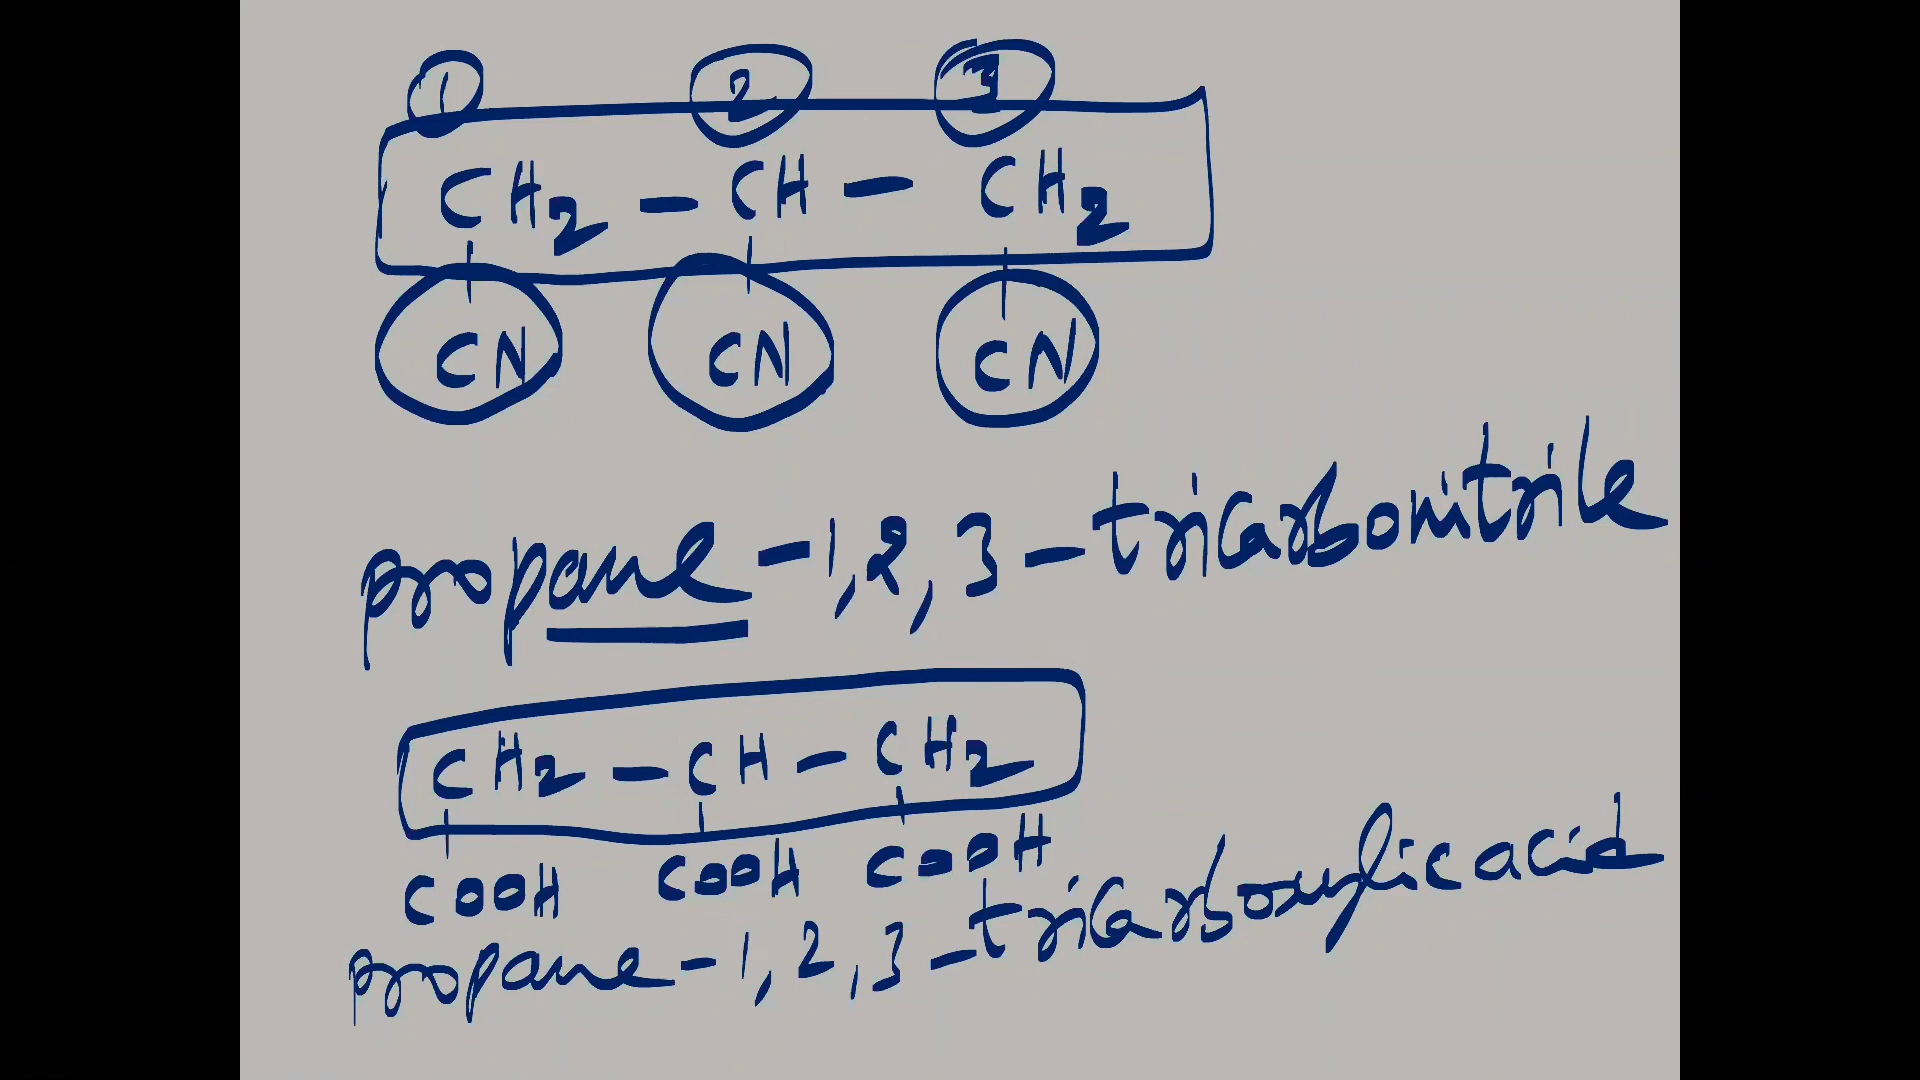 1 2 3
CH2 – CH – CH2
CN CN CN
propane – 1, 2, 3 – tricarbonitrile
CH2 – CH – CH2
COOH COOH COOH
propane – 1, 2, 3 – tricarboxylic acid